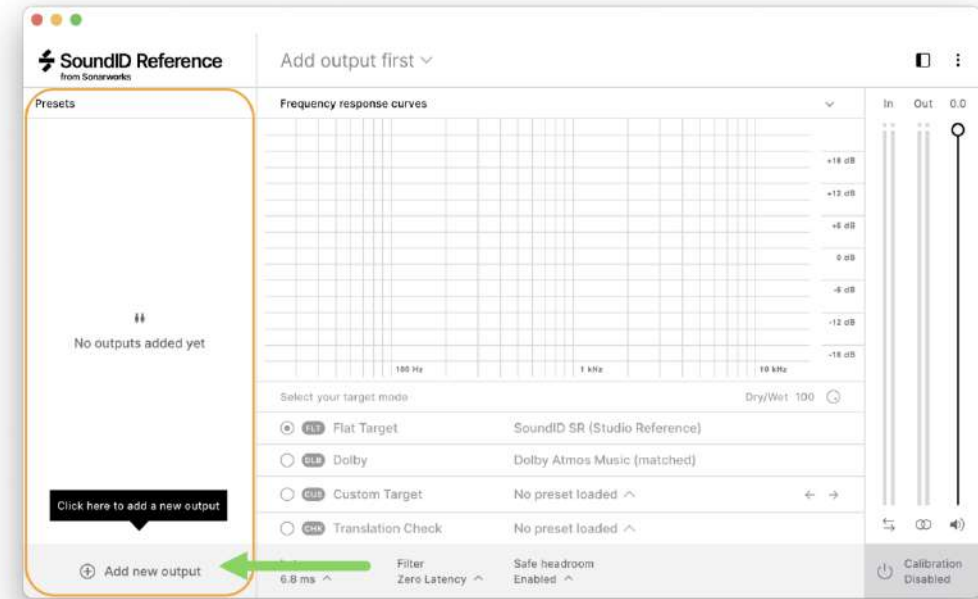 SoundID Reference
from Sonarworks
Add output first
Presets
Frequency response curves
In Out 0.0
+18 dB
+12 dB
+6 dB
0 dB
-6 dB
-12 dB
-18 dB
100 Hz 1 kHz 10 kHz
No outputs added yet
Select your target mode
Dry/Wet 100
FLT Flat Target SoundID SR (Studio Reference)
DLB Dolby Dolby Atmos Music (matched)
CUS Custom Target No preset loaded
CHK Translation Check No preset loaded
Click here to add a new output
Add new output
6.8 ms
Filter
Zero Latency
Safe headroom
Enabled
Calibration
Disabled